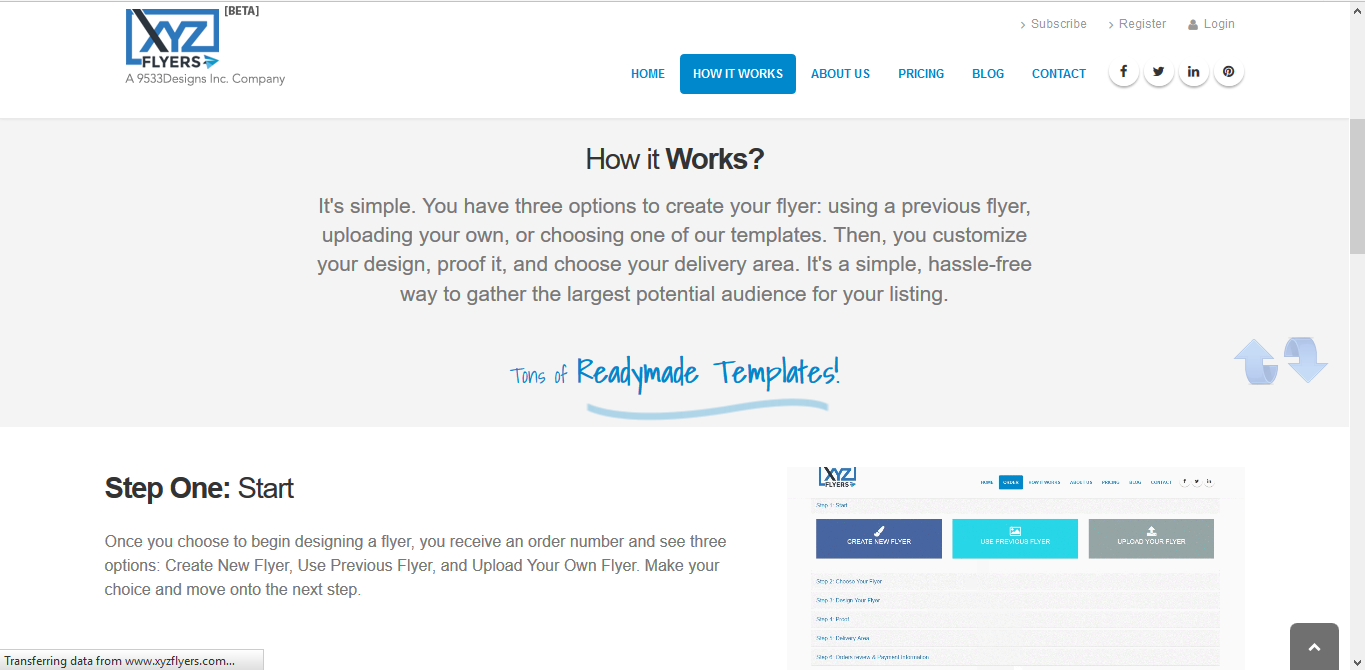 XYZ
FLYERS
[BETA]
A 9533Designs Inc. Company
Subscribe
Register
Login
HOME
HOW IT WORKS
ABOUT US
PRICING
BLOG
CONTACT
How it Works?
It's simple. You have three options to create your flyer: using a previous flyer,
uploading your own, or choosing one of our templates. Then, you customize
your design, proof it, and choose your delivery area. It's a simple, hassle-free
way to gather the largest potential audience for your listing.
Tons of Readymade Templates!
Step One: Start
Once you choose to begin designing a flyer, you receive an order number and see three
options: Create New Flyer, Use Previous Flyer, and Upload Your Own Flyer. Make your
choice and move onto the next step.
XYZ
FLYERS
HOME
ORDER
HOW IT WORKS
ABOUT US
PRICING
BLOG
CONTACT
Step 1: Start
CREATE NEW FLYER
USE PREVIOUS FLYER
UPLOAD YOUR FLYER
Step 2: Choose Your Flyer
Step 3: Design Your Flyer
Step 4: Proof
Step 5: Delivery Area
Step 6: Orders review & Payment Information
Transferring data from www.xyzflyers.com...